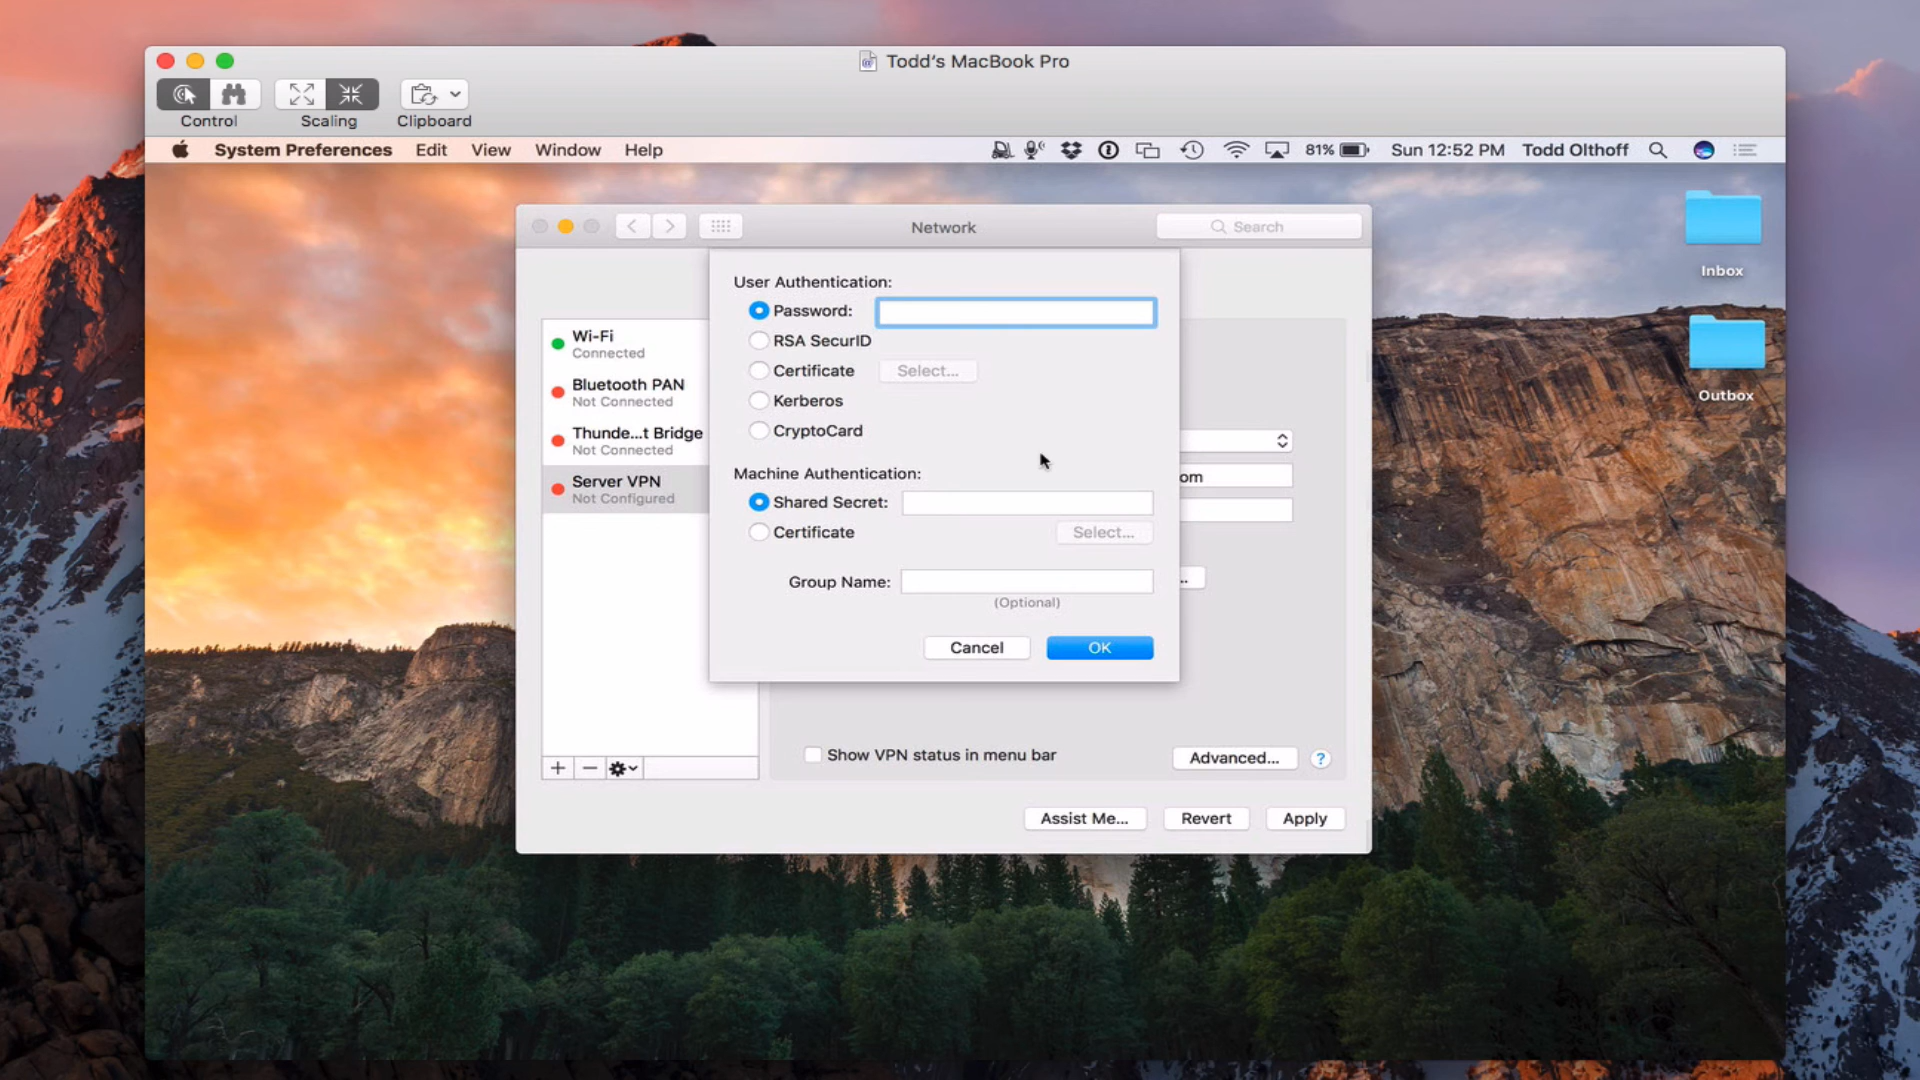 Todd's MacBook Pro
Control
Scaling
Clipboard
System Preferences Edit View Window Help
81% Sun 12:52 PM Todd Olthoff
Network
Search
Inbox
Outbox
Wi-Fi
Connected
Bluetooth PAN
Not Connected
Thunde...t Bridge
Not Connected
Server VPN
Not Configured
User Authentication:
Password:
RSA SecurID
Certificate Select...
Kerberos
CryptoCard
Machine Authentication:
Shared Secret:
Certificate Select...
Group Name:
(Optional)
Cancel OK
om
..
Show VPN status in menu bar
Advanced... ?
Assist Me... Revert Apply